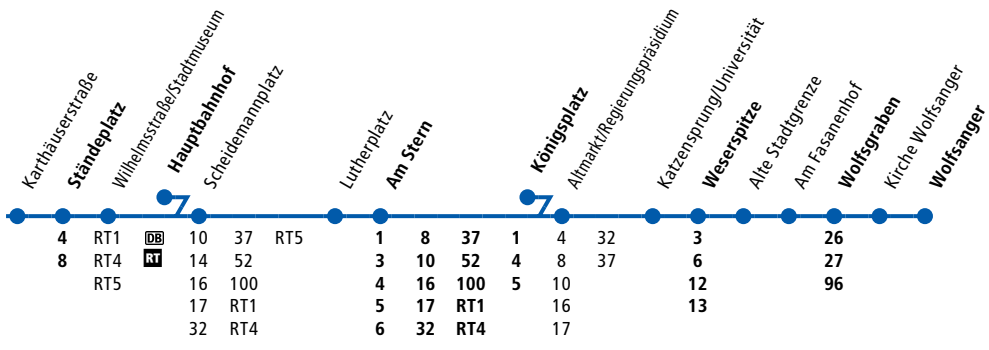 Karthäuserstraße
Ständeplatz
Wilhelmsstraße/Stadtmuseum
Hauptbahnhof
Scheidemannplatz
Lutherplatz
Am Stern
Königsplatz
Altmarkt/Regierungspräsidium
Katzensprung/Universität
Weserspitze
Alte Stadtgrenze
Am Fasanenhof
Wolfsgraben
Kirche Wolfsanger
Wolfsanger
4 RT1 DB 10 37 RT5 1 8 37 1 4 32 3 26
8 RT4 RT 14 52 3 10 52 4 8 37 6 27
RT5 16 100 4 16 100 5 10 12 96
17 RT1 5 17 RT1 16 13
32 RT4 6 32 RT4 17